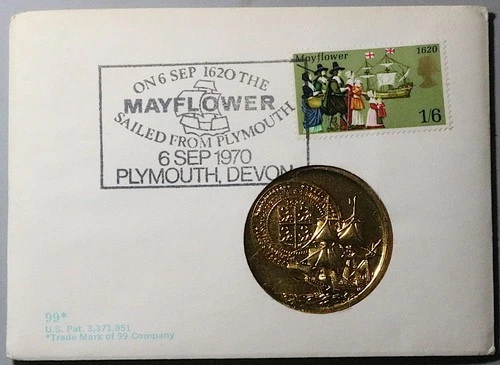 ON 6 SEP 1620 THE
MAYFLOWER
SAILED FROM PLYMOUTH
6 SEP 1970
PLYMOUTH, DEVON
Mayflower 1620
1/6
99*
U.S. Pat. 3,371,851
*Trade Mark of 99 Company